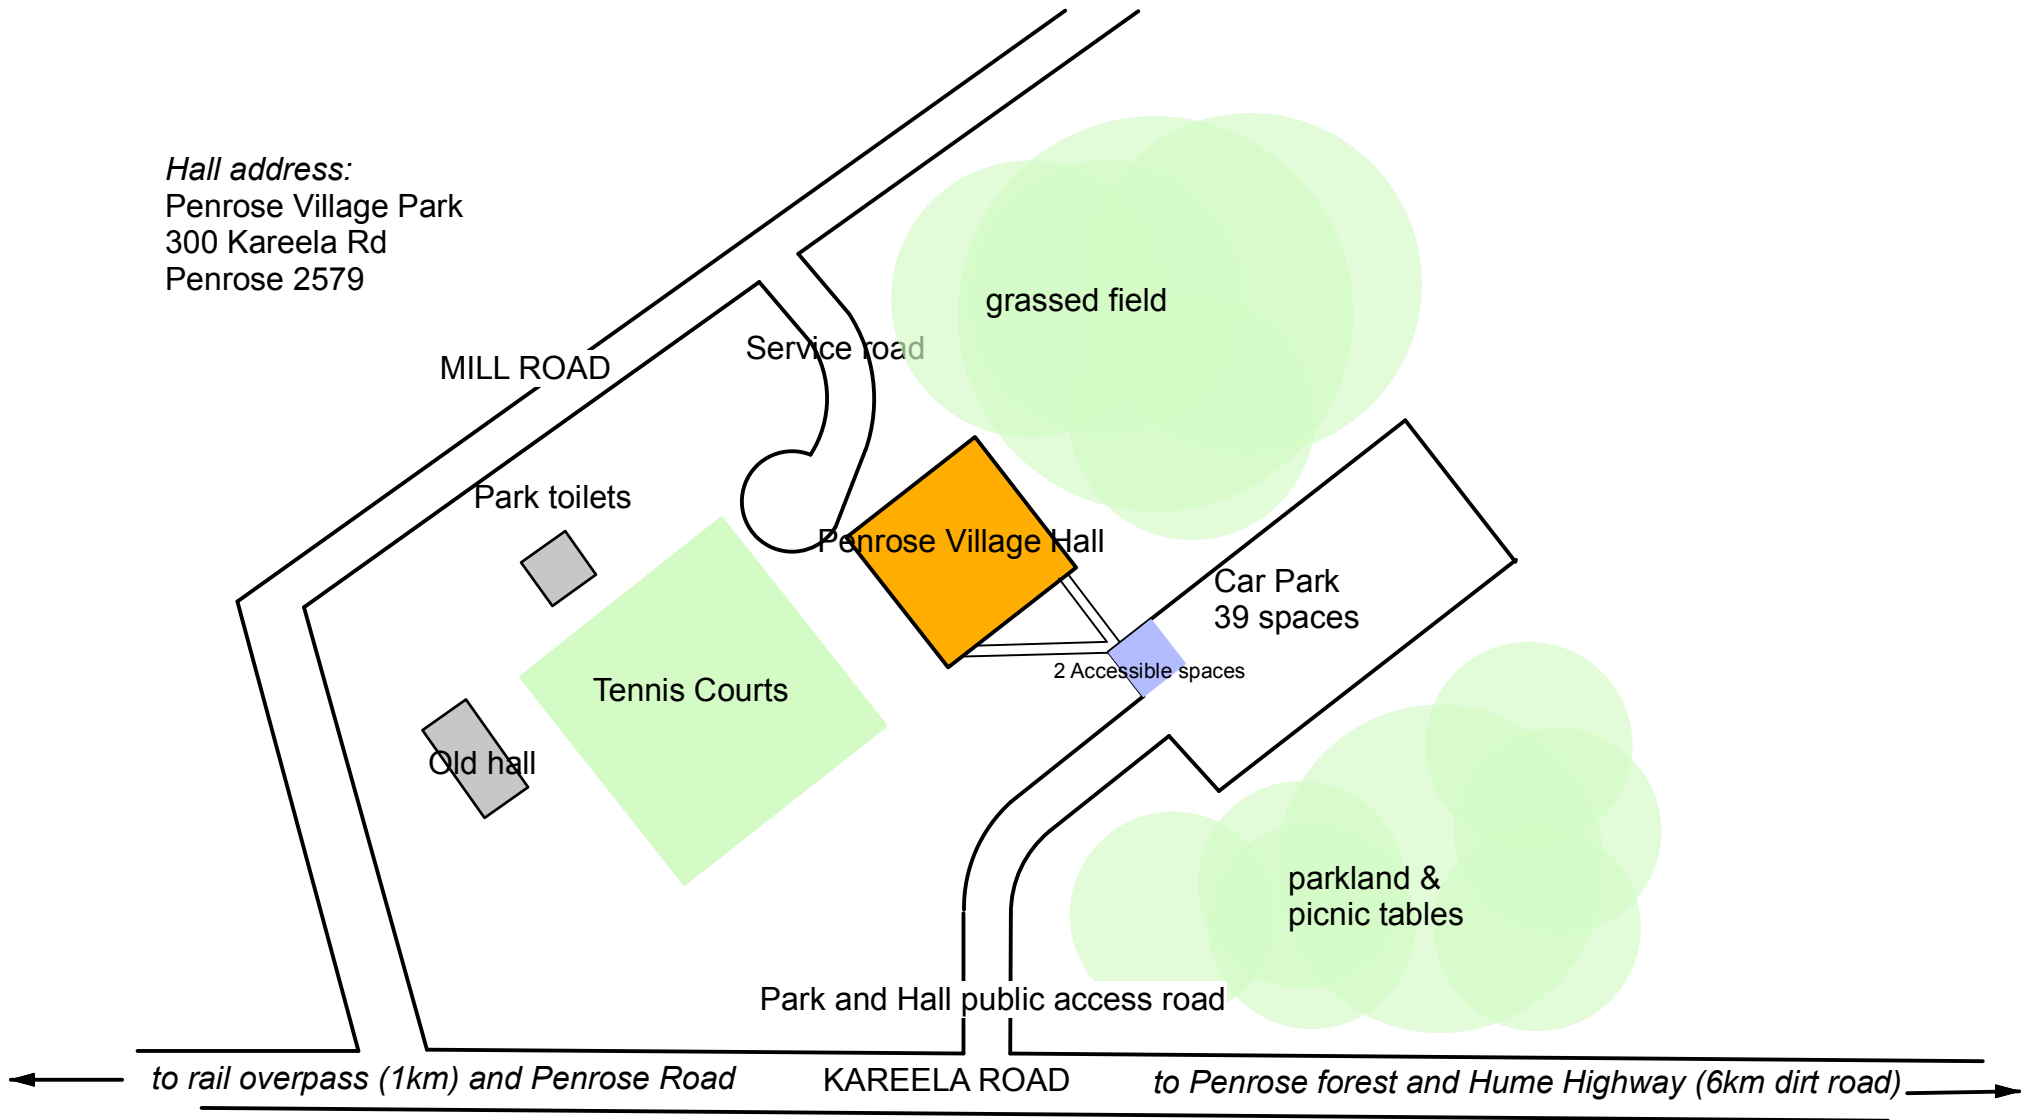 Hall address:
Penrose Village Park
300 Kareela Rd
Penrose 2579
grassed field
Service road
MILL ROAD
Park toilets
Penrose Village Hall
Car Park
39 spaces
2 Accessible spaces
Tennis Courts
Old hall
parkland &
picnic tables
Park and Hall public access road
to rail overpass (1km) and Penrose Road
KAREELA ROAD
to Penrose forest and Hume Highway (6km dirt road)